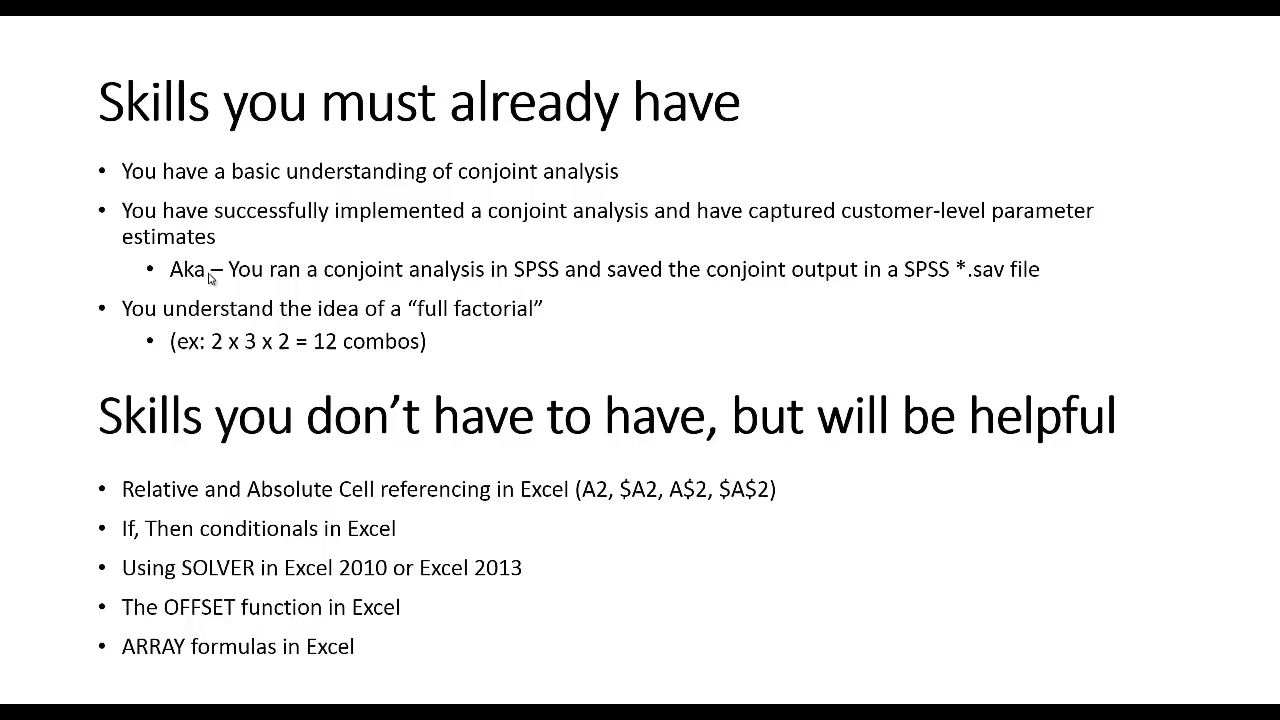 Skills you must already have
• You have a basic understanding of conjoint analysis
• You have successfully implemented a conjoint analysis and have captured customer-level parameter
estimates
• Aka – You ran a conjoint analysis in SPSS and saved the conjoint output in a SPSS *.sav file
• You understand the idea of a “full factorial”
• (ex: 2 x 3 x 2 = 12 combos)
Skills you don’t have to have, but will be helpful
• Relative and Absolute Cell referencing in Excel (A2, $A2, A$2, $A$2)
• If, Then conditionals in Excel
• Using SOLVER in Excel 2010 or Excel 2013
• The OFFSET function in Excel
• ARRAY formulas in Excel